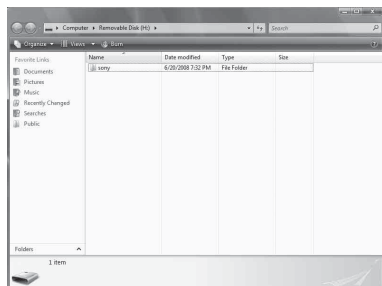 Computer Removable Disk (H:) Search
Organize Views Burn
Favorite Links
Documents
Pictures
Music
Recently Changed
Searches
Public
Folders
Name Date modified Type Size
sony 6/20/2008 7:32 PM File Folder
1 item